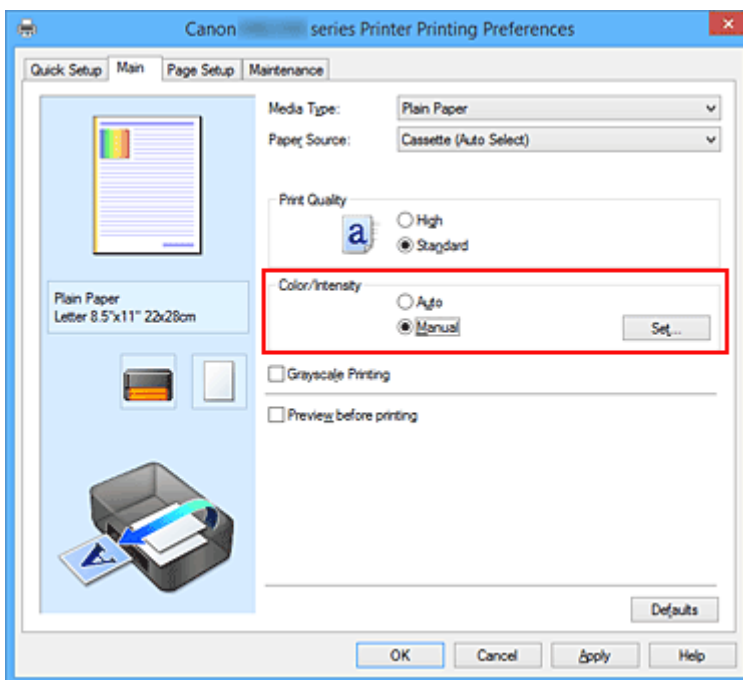 Canon series Printer Printing Preferences
Quick Setup Main Page Setup Maintenance
Media Type: Plain Paper
Paper Source: Cassette (Auto Select)
Print Quality
High
a
Standard
Color/Intensity
Auto
Manual Set...
Plain Paper
Letter 8.5"x11" 22x28cm
Grayscale Printing
Preview before printing
A
Defaults
OK Cancel Apply Help